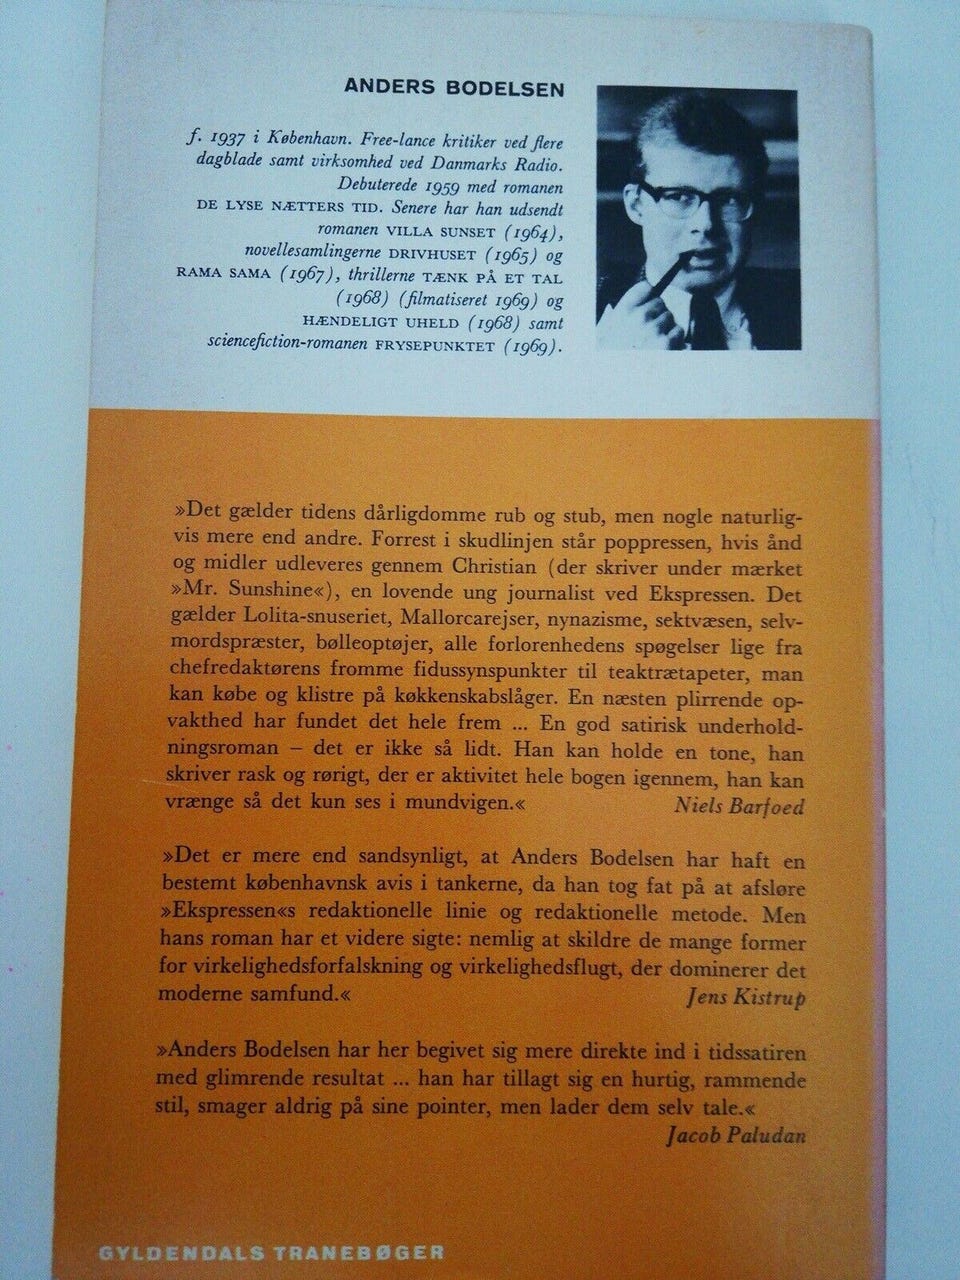 ANDERS BODELSEN
f. 1937 i København. Free-lance kritiker ved flere
dagblade samt virksomhed ved Danmarks Radio.
Debuterede 1959 med romanen
DE LYSE NÆTTERS TID. Senere har han udsendt
romanen VILLA SUNSET (1964),
novellesamlingerne DRIVHUSET (1965) og
RAMA SAMA (1967), thrillerne TÆNK PÅ ET TAL
(1968) (filmatiseret 1969) og
HÆNDELIGT UHELD (1968) samt
sciencefiction-romanen FRYSEPUNKTET (1969).
»Det gælder tidens dårligdomme rub og stub, men nogle naturlig-
vis mere end andre. Forrest i skudlinjen står poppressen, hvis ånd
og midler udleveres gennem Christian (der skriver under mærket
»Mr. Sunshine«), en lovende ung journalist ved Ekspressen. Det
gælder Lolita-snuseriet, Mallorcarejser, nynazisme, sektvæsen, selv-
mordspræster, bølleoptøjer, alle forlorenhedens spøgelser lige fra
chefredaktørens fromme fidussynspunkter til teaktrætapeter, man
kan købe og klistre på køkkenskabslåger. En næsten plirrende op-
vakthed har fundet det hele frem ... En god satirisk underhold-
ningsroman – det er ikke så lidt. Han kan holde en tone, han
skriver rask og rørigt, der er aktivitet hele bogen igennem, han kan
vrænge så det kun ses i mundvigen.« Niels Barfoed
»Det er mere end sandsynligt, at Anders Bodelsen har haft en
bestemt københavnsk avis i tankerne, da han tog fat på at afsløre
»Ekspressen«s redaktionelle linie og redaktionelle metode. Men
hans roman har et videre sigte: nemlig at skildre de mange former
for virkelighedsforfalskning og virkelighedsflugt, der dominerer det
moderne samfund.« Jens Kistrup
»Anders Bodelsen har her begivet sig mere direkte ind i tidssatiren
med glimrende resultat ... han har tillagt sig en hurtig, rammende
stil, smager aldrig på sine pointer, men lader dem selv tale.«
Jacob Paludan
GYLDENDALS TRANEBØGER